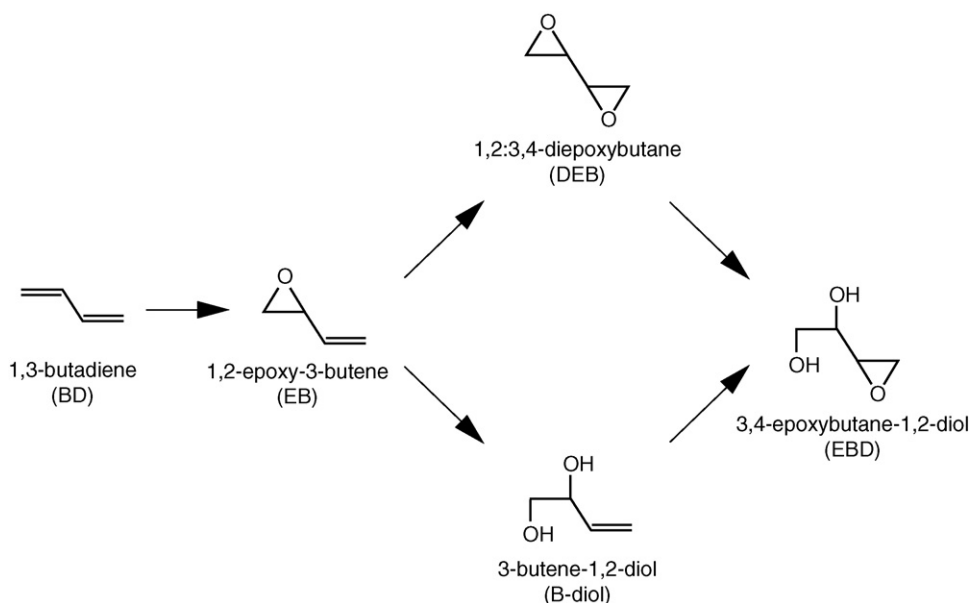 O
O
1,2:3,4-diepoxybutane
(DEB)
O
OH
OH
O
1,3-butadiene
(BD)
1,2-epoxy-3-butene
(EB)
3,4-epoxybutane-1,2-diol
(EBD)
OH
OH
3-butene-1,2-diol
(B-diol)